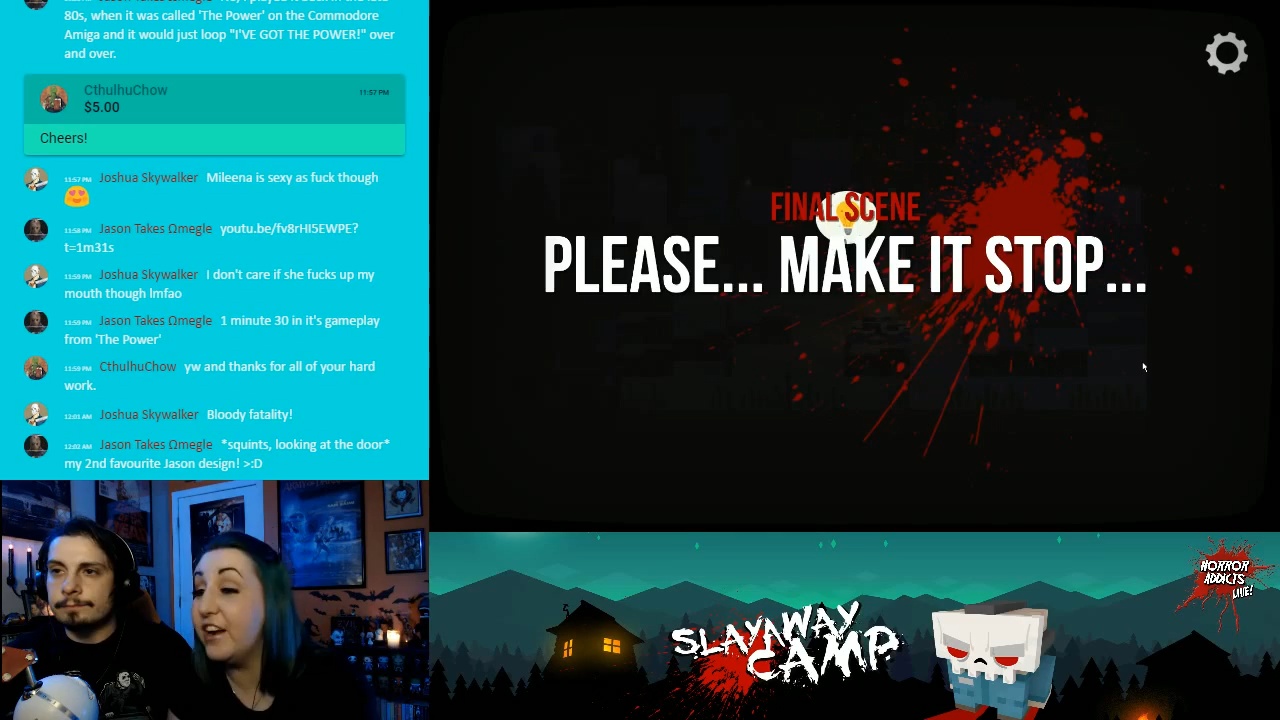 80s, when it was called 'The Power' on the Commodore
Amiga and it would just loop "I'VE GOT THE POWER!" over
and over.
CthulhuChow
11:57 PM
$5.00
Cheers!
11:57 PM Joshua Skywalker Mileena is sexy as fuck though
11:58 PM Jason Takes Ωmegle youtu.be/fv8rHI5EWPE?
t=1m31s
11:59 PM Joshua Skywalker I don't care if she fucks up my
mouth though lmfao
11:59 PM Jason Takes Ωmegle 1 minute 30 in it's gameplay
from 'The Power'
11:59 PM CthulhuChow yw and thanks for all of your hard
work.
12:01 AM Joshua Skywalker Bloody fatality!
12:02 AM Jason Takes Ωmegle *squints, looking at the door*
my 2nd favourite Jason design! >:D
FINAL SCENE
PLEASE... MAKE IT STOP...
HORROR
ADDICTS
LIVE!
SLAYAWAY
CAMP